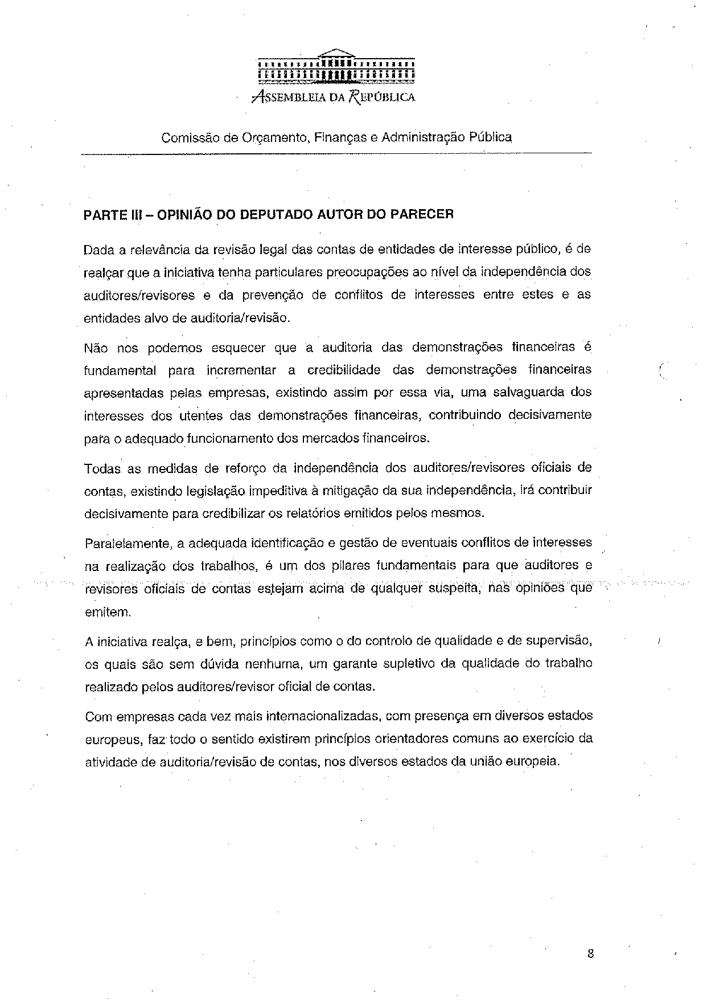 ASSEMBLEIA DA REPÚBLICA
Comissão de Orçamento, Finanças e Administração Pública
PARTE III – OPINIÃO DO DEPUTADO AUTOR DO PARECER
Dada a relevância da revisão legal das contas de entidades de interesse público, é de
realçar que a iniciativa tenha particulares preocupações ao nível da independência dos
auditores/revisores e da prevenção de conflitos de interesses entre estes e as
entidades alvo de auditoria/revisão.
Não nos podemos esquecer que a auditoria das demonstrações financeiras é
fundamental para incrementar a credibilidade das demonstrações financeiras
apresentadas pelas empresas, existindo assim por essa via, uma salvaguarda dos
interesses dos utentes das demonstrações financeiras, contribuindo decisivamente
para o adequado funcionamento dos mercados financeiros.
Todas as medidas de reforço da independência dos auditores/revisores oficiais de
contas, existindo legislação impeditiva à mitigação da sua independência, irá contribuir
decisivamente para credibilizar os relatórios emitidos pelos mesmos.
Paralelamente, a adequada identificação e gestão de eventuais conflitos de interesses
na realização dos trabalhos, é um dos pilares fundamentais para que auditores e
revisores oficiais de contas estejam acima de qualquer suspeita, nas opiniões que
emitem.
A iniciativa realça, e bem, princípios como o do controlo de qualidade e de supervisão,
os quais são sem dúvida nenhuma, um garante supletivo da qualidade do trabalho
realizado pelos auditores/revisor oficial de contas.
Com empresas cada vez mais internacionalizadas, com presença em diversos estados
europeus, faz todo o sentido existirem princípios orientadores comuns ao exercício da
atividade de auditoria/revisão de contas, nos diversos estados da união europeia.
8